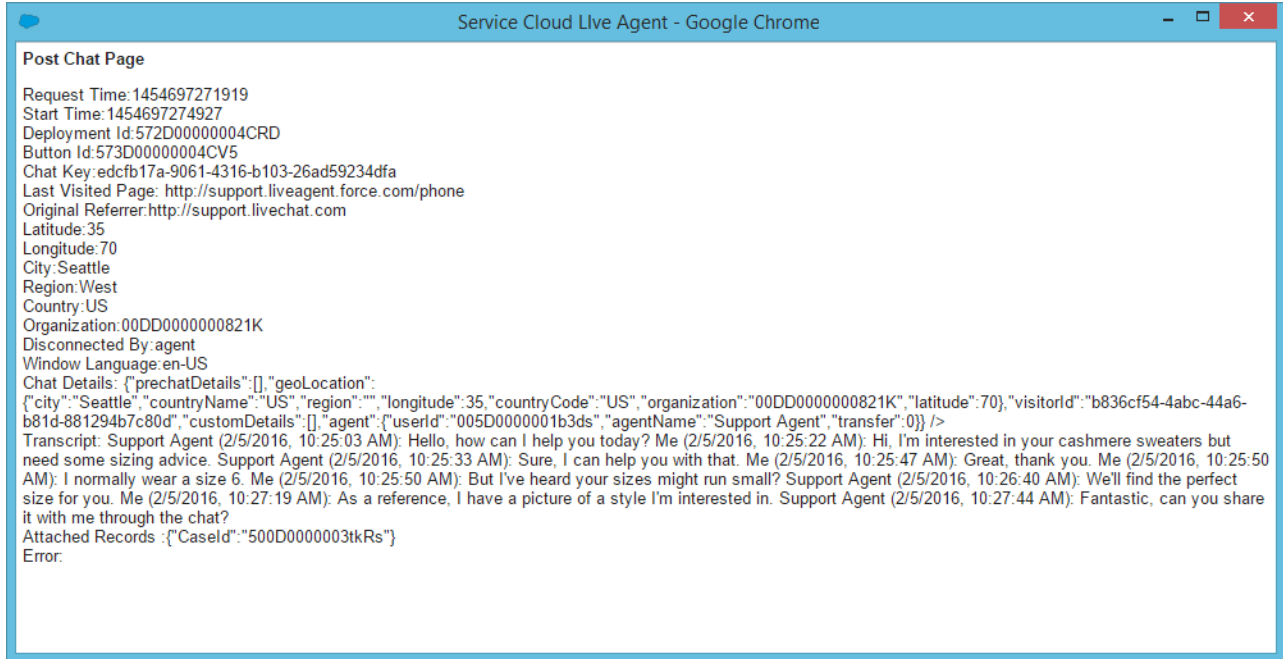 Service Cloud LIve Agent - Google Chrome
Post Chat Page
Request Time:1454697271919
Start Time:1454697274927
Deployment Id:572D00000004CRD
Button Id:573D00000004CV5
Chat Key:edcfb17a-9061-4316-b103-26ad59234dfa
Last Visited Page: http://support.liveagent.force.com/phone
Original Referrer:http://support.livechat.com
Latitude:35
Longitude:70
City:Seattle
Region:West
Country:US
Organization:00DD0000000821K
Disconnected By:agent
Window Language:en-US
Chat Details: {"prechatDetails":[],"geoLocation":
{"city":"Seattle","countryName":"US","region":"","longitude":35,"countryCode":"US","organization":"00DD0000000821K","latitude":70},"visitorId":"b836cf54-4abc-44a6-
b81d-881294b7c80d","customDetails":[],"agent":{"userId":"005D0000001b3ds","agentName":"Support Agent","transfer":0}} />
Transcript: Support Agent (2/5/2016, 10:25:03 AM): Hello, how can I help you today? Me (2/5/2016, 10:25:22 AM): Hi, I'm interested in your cashmere sweaters but
need some sizing advice. Support Agent (2/5/2016, 10:25:33 AM): Sure, I can help you with that. Me (2/5/2016, 10:25:47 AM): Great, thank you. Me (2/5/2016, 10:25:50
AM): I normally wear a size 6. Me (2/5/2016, 10:25:50 AM): But I've heard your sizes might run small? Support Agent (2/5/2016, 10:26:40 AM): We'll find the perfect
size for you. Me (2/5/2016, 10:27:19 AM): As a reference, I have a picture of a style I'm interested in. Support Agent (2/5/2016, 10:27:44 AM): Fantastic, can you share
it with me through the chat?
Attached Records :{"CaseId":"500D0000003tkRs"}
Error: